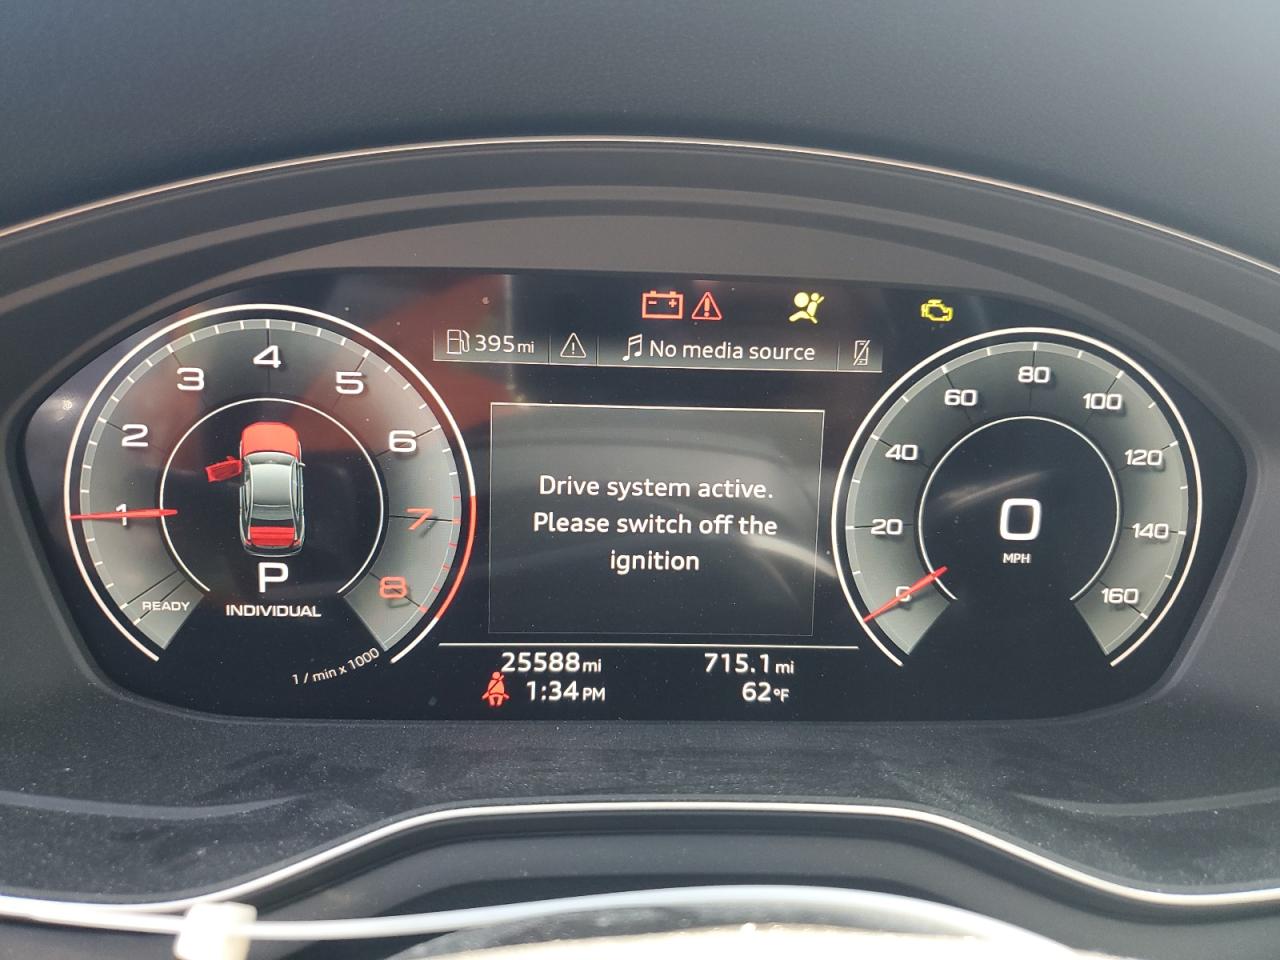 395mi
No media source
1
2
3
4
5
6
7
8
READY
P
INDIVIDUAL
1 / min x 1000
Drive system active.
Please switch off the
ignition
25588mi
715.1mi
1:34PM
62°F
0
20
40
60
80
100
120
140
160
0
MPH